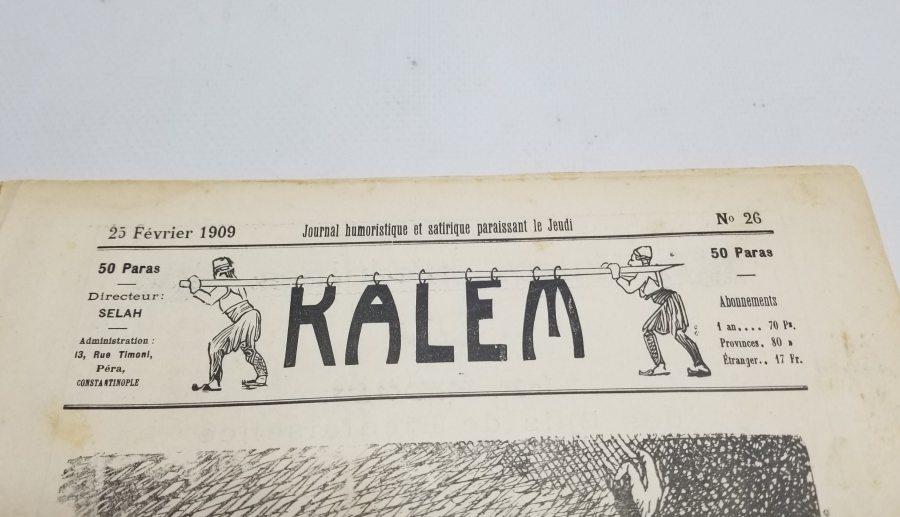 25 Février 1909
Journal humoristique et satirique paraissant le Jeudi
No 26
50 Paras
Directeur:
SELAH
Administration :
13, Rue Timoni,
Péra,
CONSTANTINOPLE
KALEM
50 Paras
Abonnements
1 an.... 70 Ps.
Provinces. 80 »
Étranger.. 17 Fr.